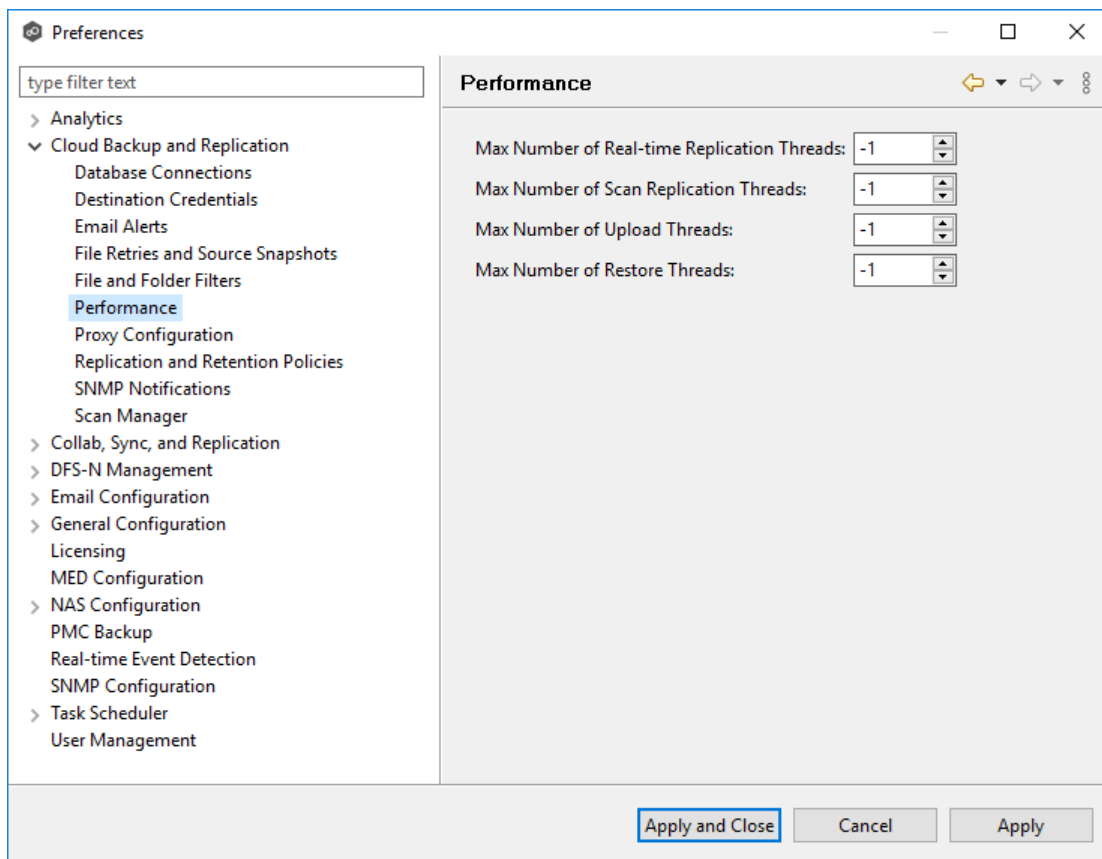 Preferences
type filter text
Analytics
Cloud Backup and Replication
Database Connections
Destination Credentials
Email Alerts
File Retries and Source Snapshots
File and Folder Filters
Performance
Proxy Configuration
Replication and Retention Policies
SNMP Notifications
Scan Manager
Collab, Sync, and Replication
DFS-N Management
Email Configuration
General Configuration
Licensing
MED Configuration
NAS Configuration
PMC Backup
Real-time Event Detection
SNMP Configuration
Task Scheduler
User Management
Performance
Max Number of Real-time Replication Threads: -1
Max Number of Scan Replication Threads: -1
Max Number of Upload Threads: -1
Max Number of Restore Threads: -1
Apply and Close Cancel Apply